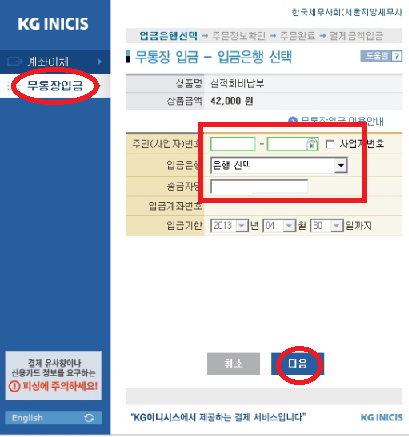 한국세무사회(서울지방세무사
KG INICIS
입금은행선택 → 주문정보확인 → 주문완료 → 결제금액입금
계좌이체
무통장 입금 - 입금은행 선택
도움말 ?
무통장입금
상품명 실적회비납부
상품금액 42,000 원
무통장입금 이용안내
주민(사업자)번호 - 사업자번호
입금은행 은행 선택
송금자명
입금계좌번호
입금기한 2013 년 04 월 30 일까지
결제 유사창이나
신용카드 정보를 요구하는
피싱에 주의하세요!
취소 다음
English
"KG이니시스에서 제공하는 결제 서비스입니다"
KG INICIS